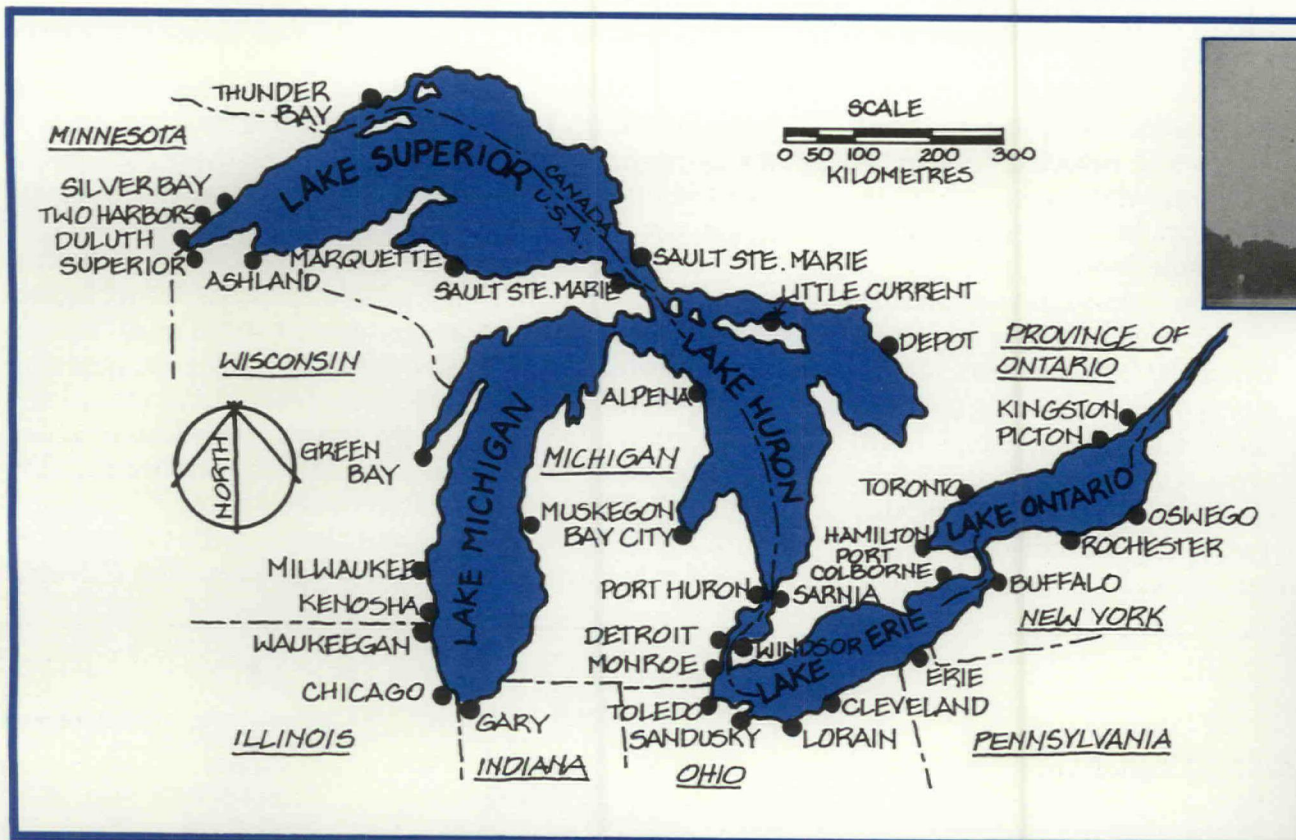 THUNDER
BAY
MINNESOTA
SILVER BAY
TWO HARBORS
DULUTH
SUPERIOR
ASHLAND
MARQUETTE
SAULT STE. MARIE
LAKE SUPERIOR
CANADA
U.S.A.
SCALE
0 50 100 200 300
KILOMETRES
SAULT STE. MARIE
LITTLE CURRENT
DEPOT
PROVINCE OF
ONTARIO
WISCONSIN
NORTH
GREEN
BAY
LAKE MICHIGAN
MICHIGAN
ALPENA
LAKE HURON
MUSKEGON
BAY CITY
KINGSTON
PICTON
TORONTO
LAKE ONTARIO
OSWEGO
ROCHESTER
HAMILTON
PORT
COLBORNE
BUFFALO
NEW YORK
MILWAUKEE
KENOSHA
WAUKEEGAN
CHICAGO
GARY
ILLINOIS
INDIANA
PORT HURON
SARNIA
DETROIT
WINDSOR
MONROE
LAKE ERIE
ERIE
TOLEDO
SANDUSKY
CLEVELAND
LORAIN
OHIO
PENNSYLVANIA